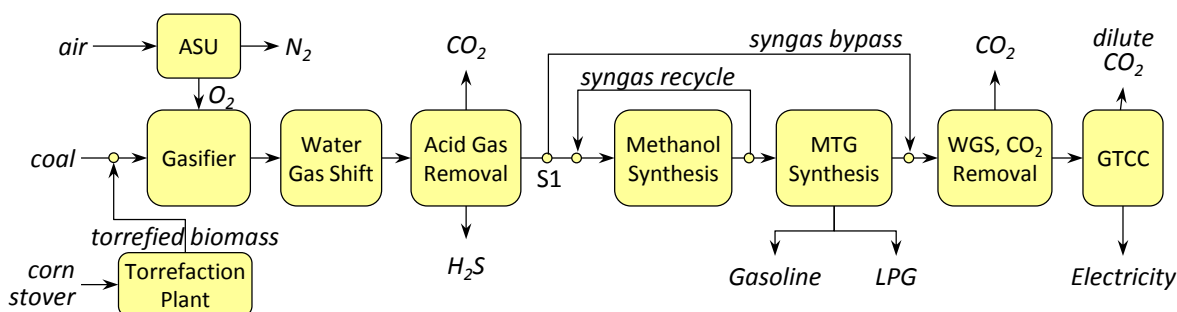 air
ASU
N2
O2
coal
Gasifier
Water
Gas Shift
CO2
Acid Gas
Removal
H2S
S1
syngas bypass
syngas recycle
Methanol
Synthesis
MTG
Synthesis
Gasoline
LPG
CO2
WGS, CO2
Removal
dilute
CO2
GTCC
Electricity
torrefied biomass
corn
stover
Torrefaction
Plant